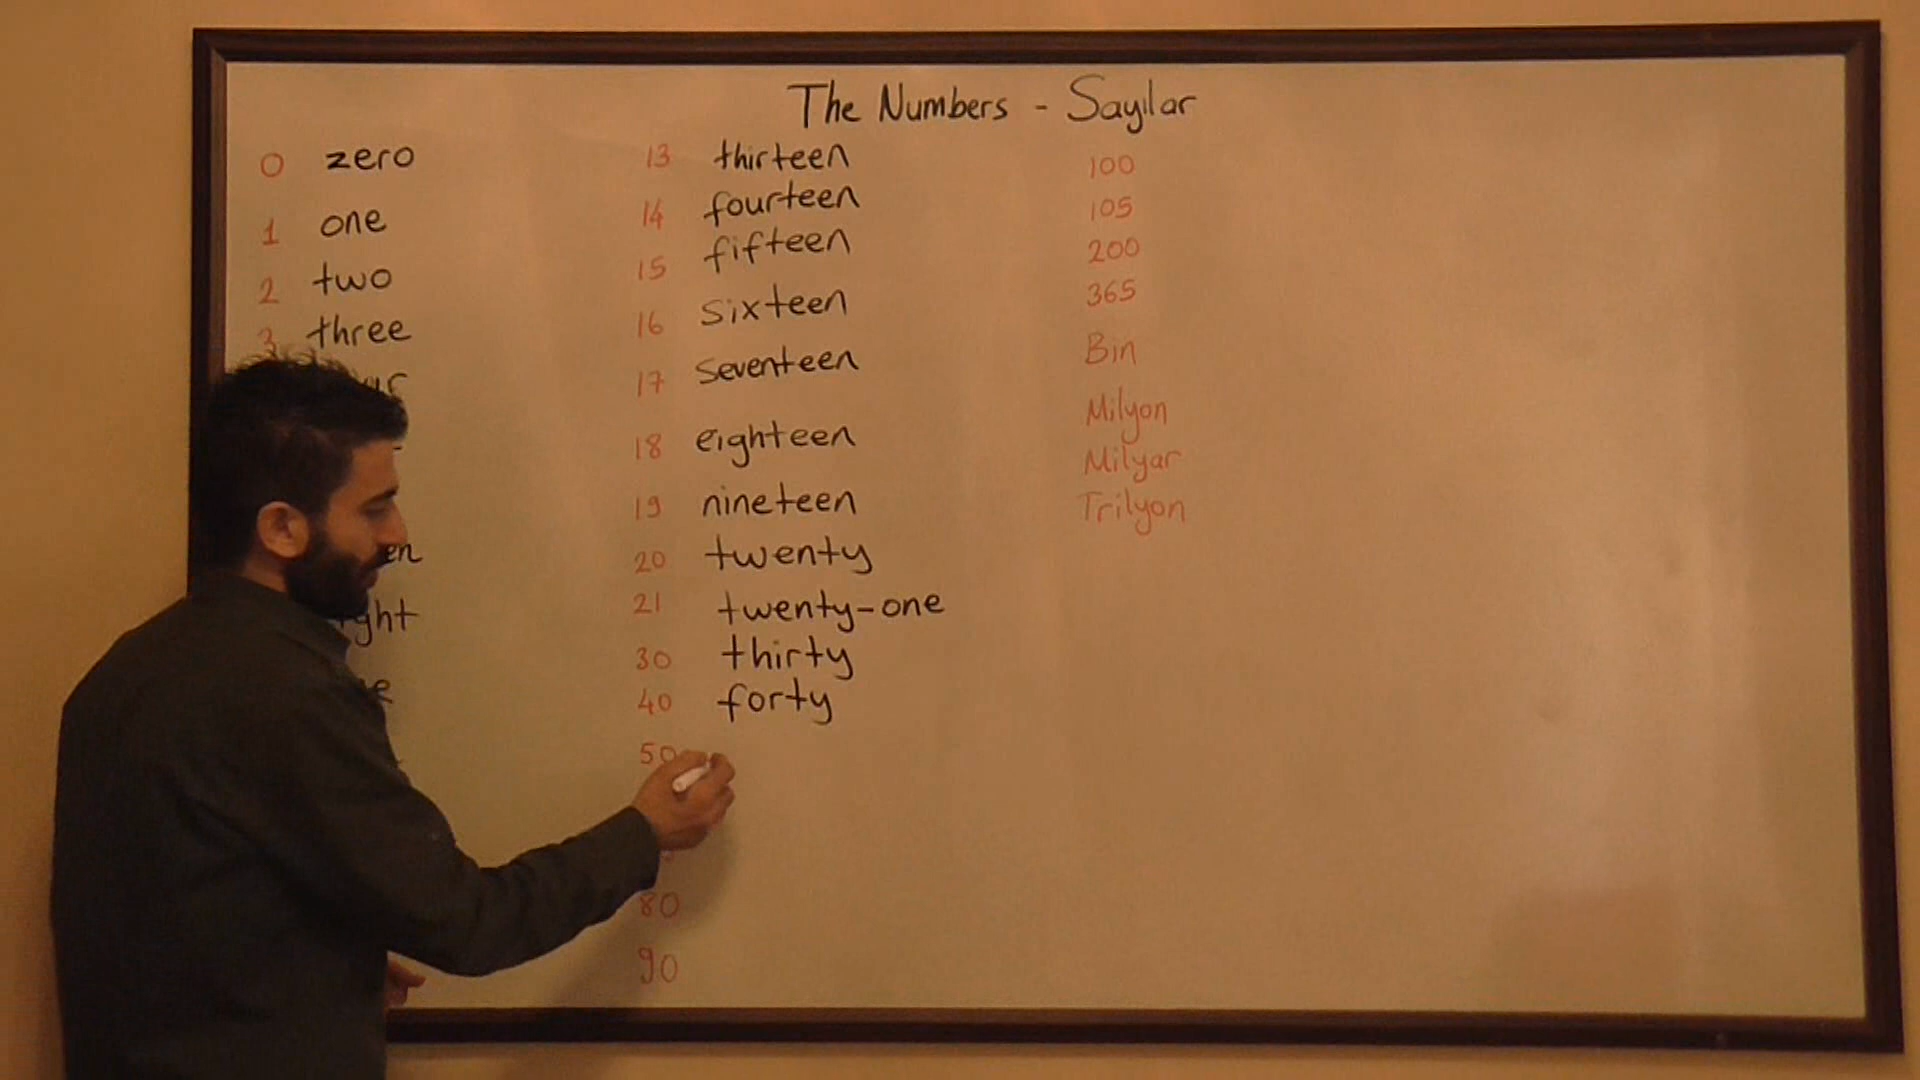 The Numbers - Sayılar
0 zero
1 one
2 two
3 three
13 thirteen
14 fourteen
15 fifteen
16 sixteen
17 seventeen
18 eighteen
19 nineteen
20 twenty
21 twenty-one
30 thirty
40 forty
50
80
90
100
105
200
365
Bin
Milyon
Milyar
Trilyon